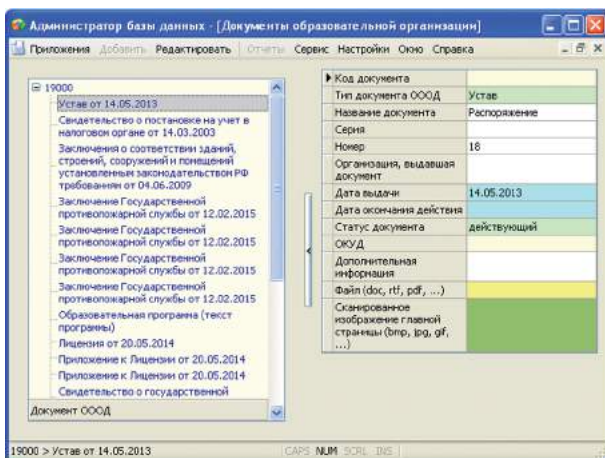 Администратор базы данных - [Документы образовательной организации]
Приложения Добавить Редактировать Отчеты Сервис Настройки Окно Справка
19000
Устав от 14.05.2013
Свидетельство о постановке на учет в
налоговом органе от 14.03.2003
Заключения о соответствии зданий,
строений, сооружений и помещений
установленным законодательством РФ
требованиям от 04.06.2009
Заключение Государственной
противопожарной службы от 12.02.2015
Заключение Государственной
противопожарной службы от 12.02.2015
Заключение Государственной
противопожарной службы от 12.02.2015
Заключение Государственной
противопожарной службы от 12.02.2015
Образовательная программа (текст
программы)
Лицензия от 20.05.2014
Приложение к Лицензии от 20.05.2014
Приложение к Лицензии от 20.05.2014
Свидетельство о государственной
Документ ОООД
Код документа
Тип документа ОООД Устав
Название документа Распоряжение
Серия
Номер 18
Организация, выдавшая
документ
Дата выдачи 14.05.2013
Дата окончания действия
Статус документа действующий
ОКУД
Дополнительная
информация
Файл (doc, rtf, pdf, ...)
Сканированное
изображение главной
страницы (bmp, jpg, gif,
...)
19000 > Устав от 14.05.2013 CAPS NUM SCRL INS